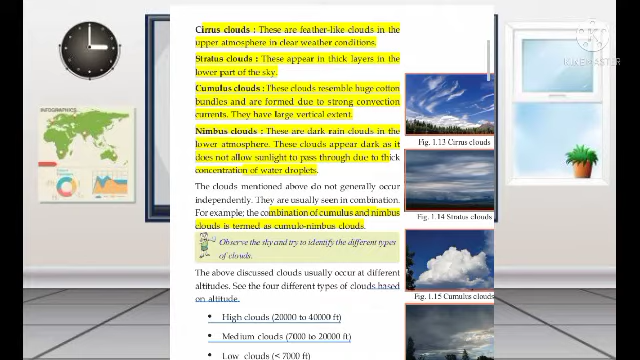 INFOGRAPHICS
KINEMASTER
Cirrus clouds : These are feather-like clouds in the
upper atmosphere in clear weather conditions.
Stratus clouds : These appear in thick layers in the
lower part of the sky.
Cumulus clouds : These clouds resemble huge cotton
bundles and are formed due to strong convection
currents. They have large vertical extent.
Nimbus clouds : These are dark rain clouds in the
lower atmosphere. These clouds appear dark as it
does not allow sunlight to pass through due to thick
concentration of water droplets.
Fig. 1.13 Cirrus clouds
The clouds mentioned above do not generally occur
independently. They are usually seen in combination.
For example; the combination of cumulus and nimbus
clouds is termed as cumulo-nimbus clouds.
Fig. 1.14 Stratus clouds
Observe the sky and try to identify the different types
of clouds.
The above discussed clouds usually occur at different
altitudes. See the four different types of clouds based
on altitude.
Fig. 1.15 Cumulus clouds
• High clouds (20000 to 40000 ft)
• Medium clouds (7000 to 20000 ft)
• Low clouds (< 7000 ft)